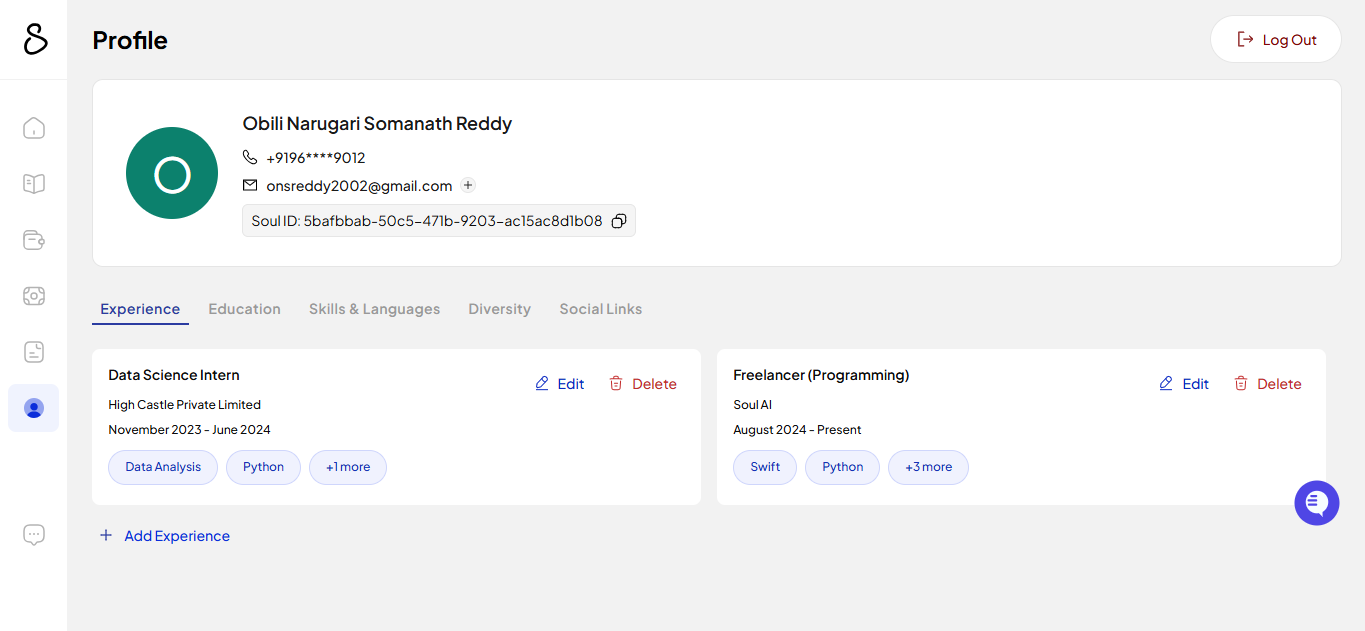 Profile
Log Out
O
Obili Narugari Somanath Reddy
+9196****9012
onsreddy2002@gmail.com
Soul ID: 5bafbbab-50c5-471b-9203-ac15ac8d1b08
Experience Education Skills & Languages Diversity Social Links
Data Science Intern
Edit Delete
High Castle Private Limited
November 2023 - June 2024
Data Analysis Python +1 more
Freelancer (Programming)
Edit Delete
Soul AI
August 2024 - Present
Swift Python +3 more
+ Add Experience